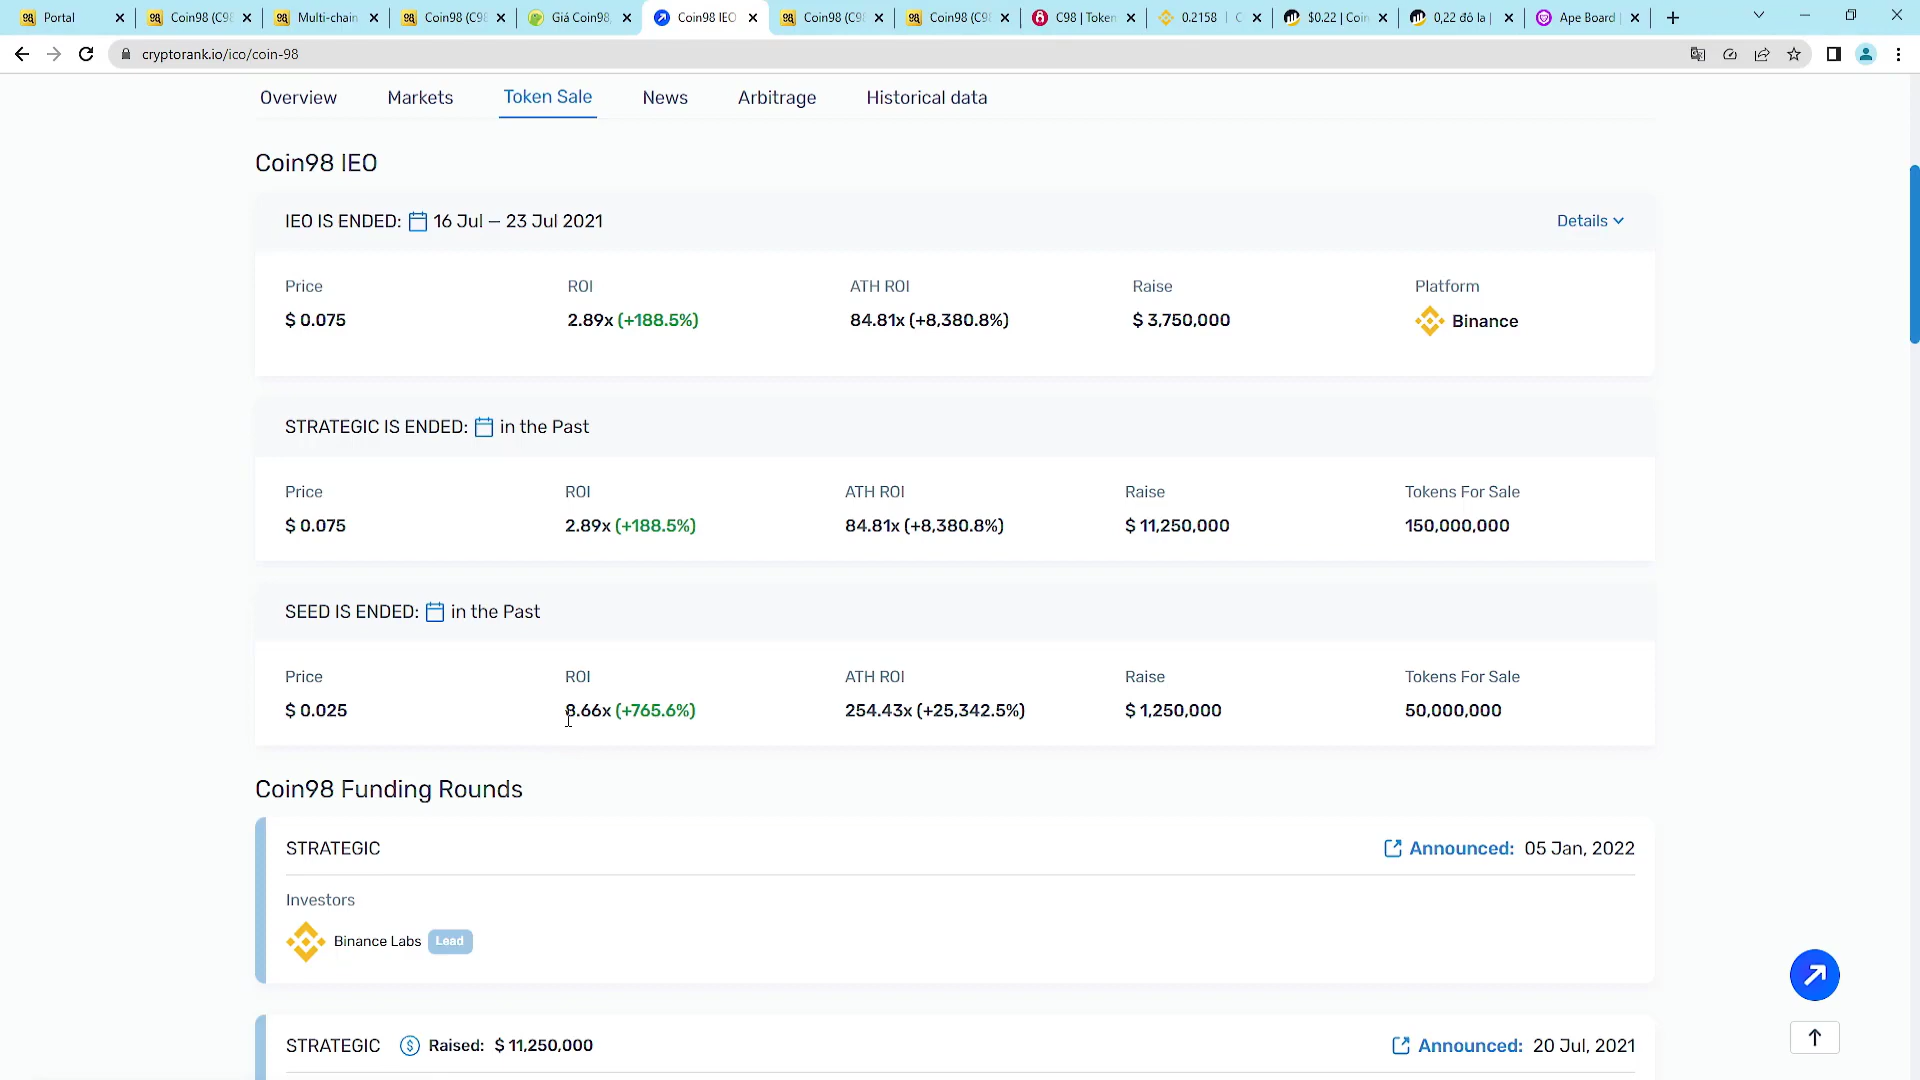 Portal
Coin98 (C98
Multi-chain
Coin98 (C98
Giá Coin98,
Coin98 IEO
Coin98 (C98
Coin98 (C98
C98 | Token
0.2158 | C
$0.22 | Coin
0,22 đô la |
Ape Board |
cryptorank.io/ico/coin-98
Overview
Markets
Token Sale
News
Arbitrage
Historical data
Coin98 IEO
IEO IS ENDED: 16 Jul — 23 Jul 2021
Details
Price
ROI
ATH ROI
Raise
Platform
$ 0.075
2.89x (+188.5%)
84.81x (+8,380.8%)
$ 3,750,000
Binance
STRATEGIC IS ENDED: in the Past
Price
ROI
ATH ROI
Raise
Tokens For Sale
$ 0.075
2.89x (+188.5%)
84.81x (+8,380.8%)
$ 11,250,000
150,000,000
SEED IS ENDED: in the Past
Price
ROI
ATH ROI
Raise
Tokens For Sale
$ 0.025
8.66x (+765.6%)
254.43x (+25,342.5%)
$ 1,250,000
50,000,000
Coin98 Funding Rounds
STRATEGIC
Announced: 05 Jan, 2022
Investors
Binance Labs Lead
STRATEGIC
Raised: $ 11,250,000
Announced: 20 Jul, 2021